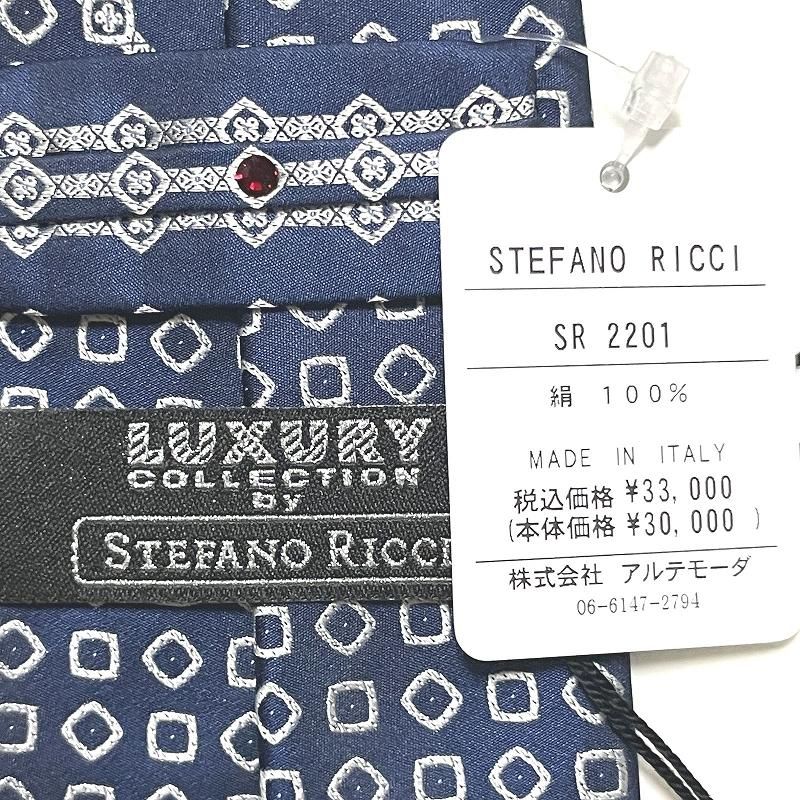 STEFANO RICCI
SR 2201
絹 100%
MADE IN ITALY
税込価格 ¥33,000
(本体価格 ¥30,000 )
株式会社 アルテモーダ
06-6147-2794
LUXURY
COLLECTION
by
STEFANO RICCI